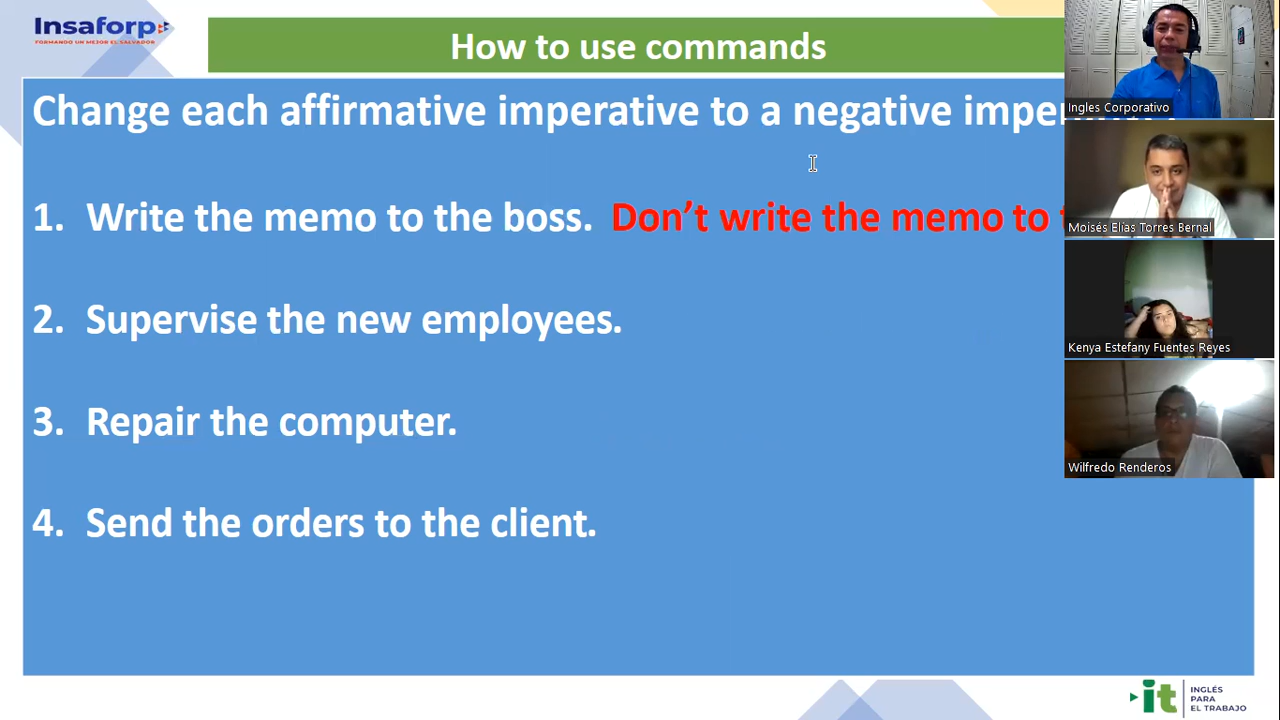 Insaforp
FORMANDO UN MEJOR EL SALVADOR
How to use commands
Change each affirmative imperative to a negative
1. Write the memo to the boss. Don't write the memo to
2. Supervise the new employees.
3. Repair the computer.
4. Send the orders to the client.
Ingles Corporativo
Moisés Elias Torres Bernal
Kenya Estefany Fuentes Reyes
Wilfredo Renderos
it
INGLÉS
PARA
EL TRABAJO